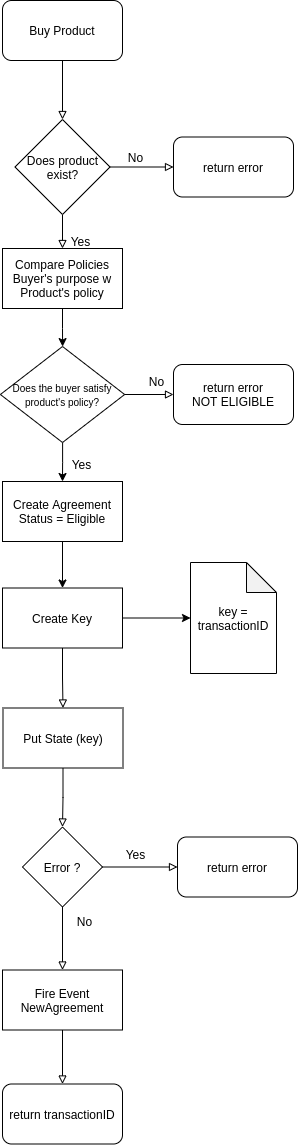 Buy Product
Does product
exist?
No
return error
Yes
Compare Policies
Buyer's purpose w
Product's policy
Does the buyer satisfy
product's policy?
No
return error
NOT ELIGIBLE
Yes
Create Agreement
Status = Eligible
Create Key
key =
transactionID
Put State (key)
Error ?
Yes
return error
No
Fire Event
NewAgreement
return transactionID